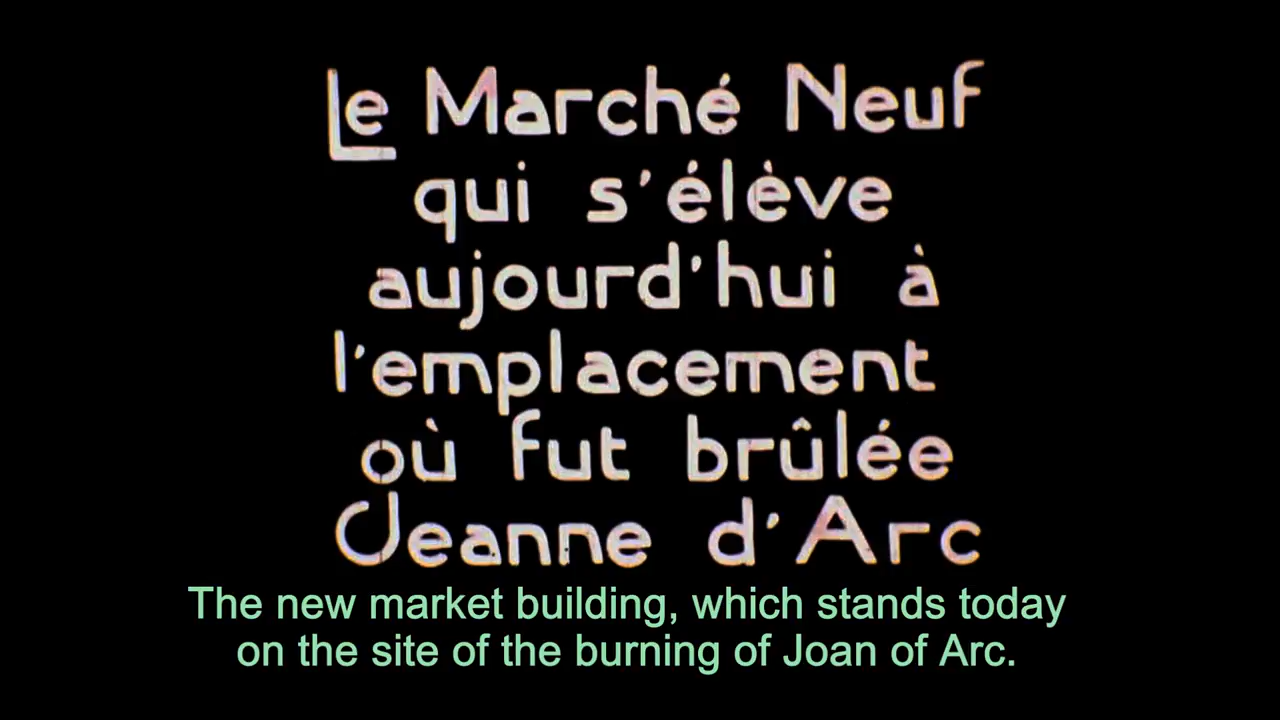 Le Marché Neuf
qui s'élève
aujourd'hui à
l'emplacement
où fut brûlée
Jeanne d'Arc
The new market building, which stands today
on the site of the burning of Joan of Arc.